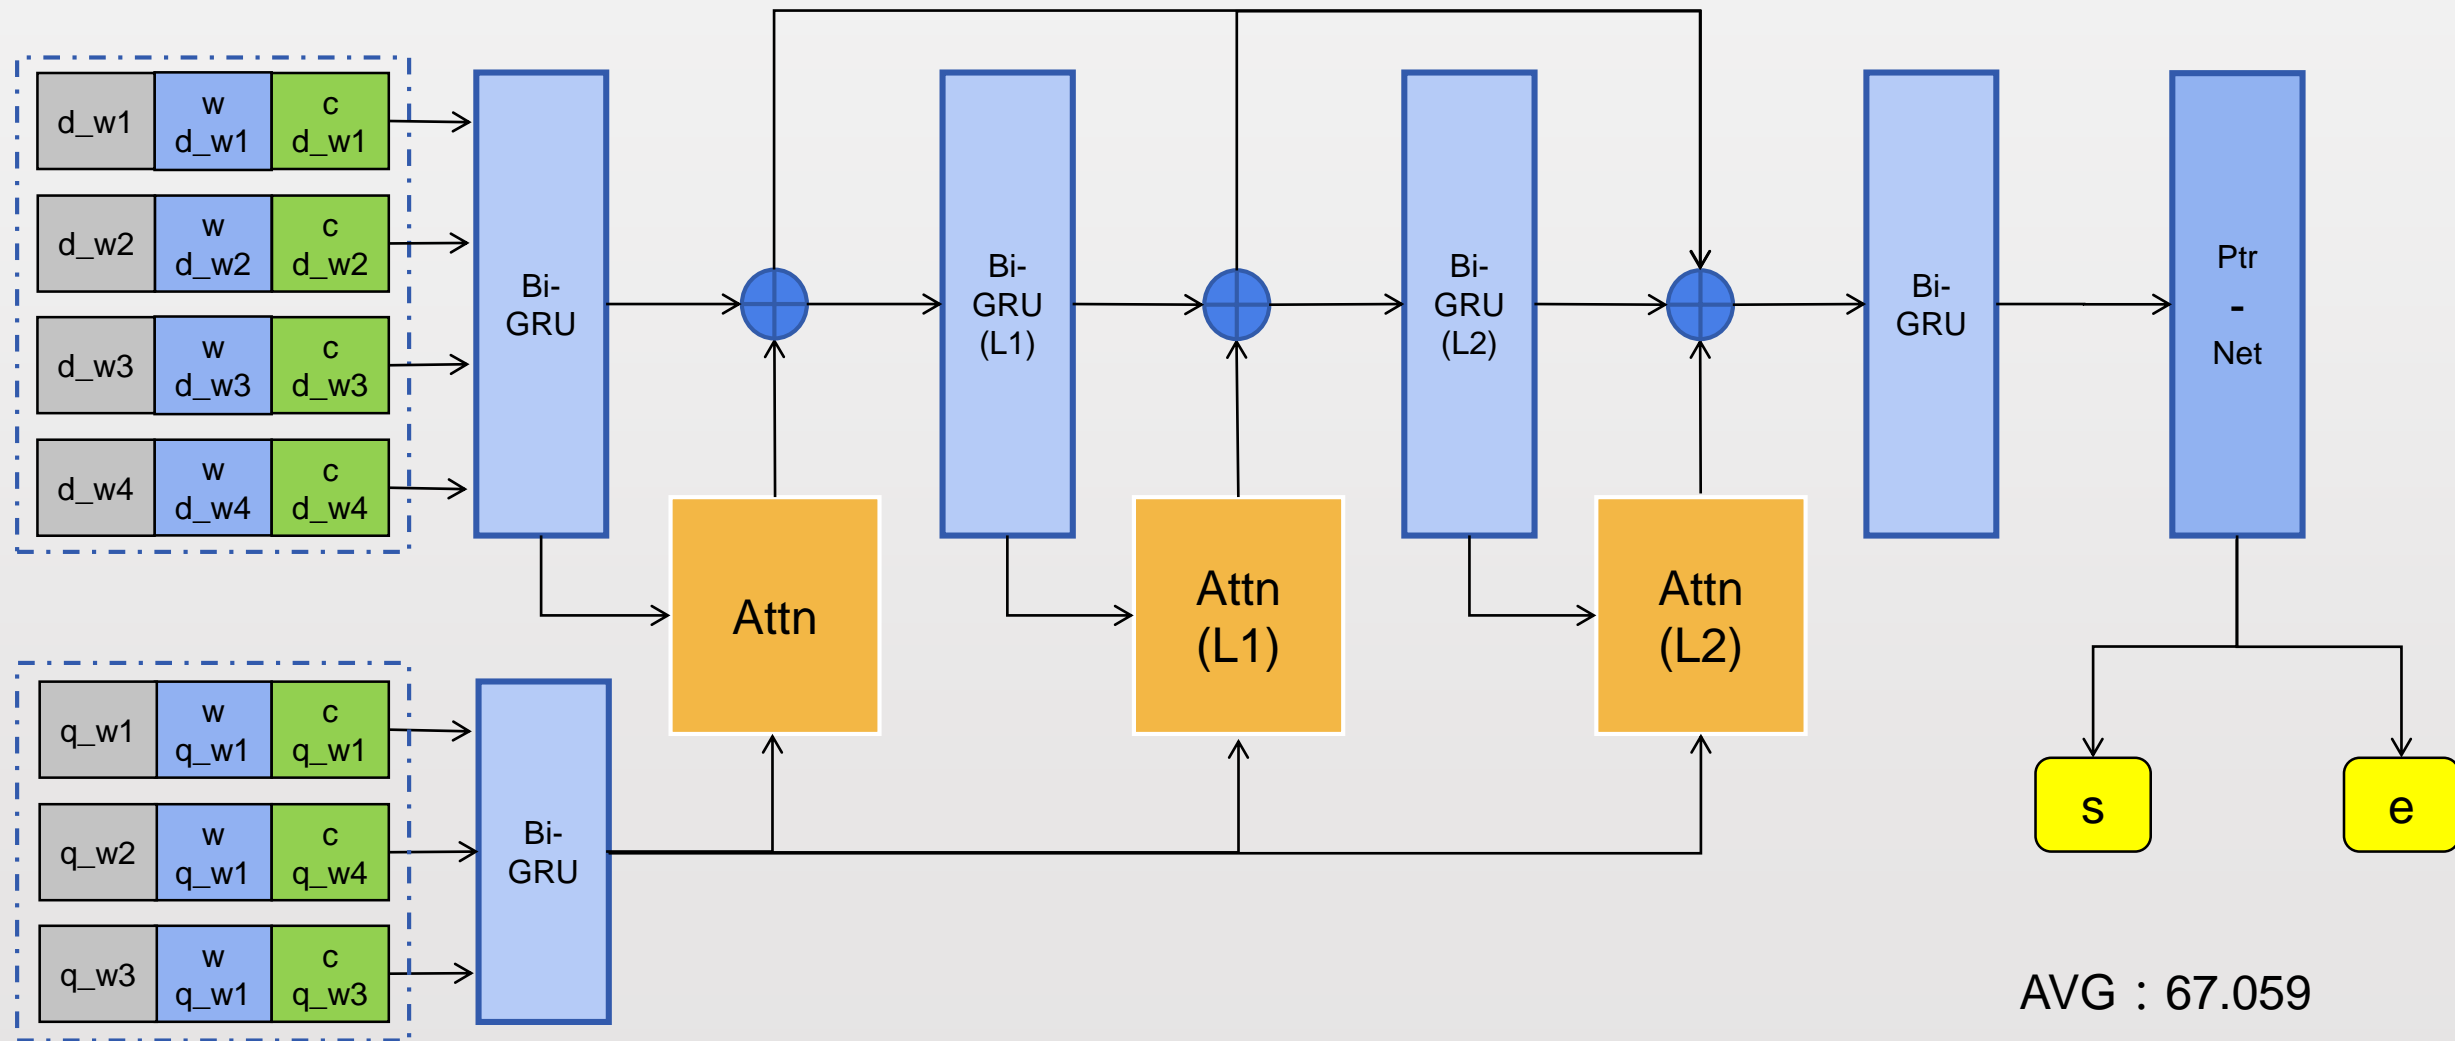 d_w1
w
d_w1
c
d_w1
d_w2
w
d_w2
c
d_w2
d_w3
w
d_w3
c
d_w3
d_w4
w
d_w4
c
d_w4
Bi-
GRU
Bi-
GRU
(L1)
Bi-
GRU
(L2)
Bi-
GRU
Ptr
-
Net
Attn
Attn
(L1)
Attn
(L2)
q_w1
w
q_w1
c
q_w1
q_w2
w
q_w1
c
q_w4
q_w3
w
q_w1
c
q_w3
Bi-
GRU
s
e
AVG：67.059